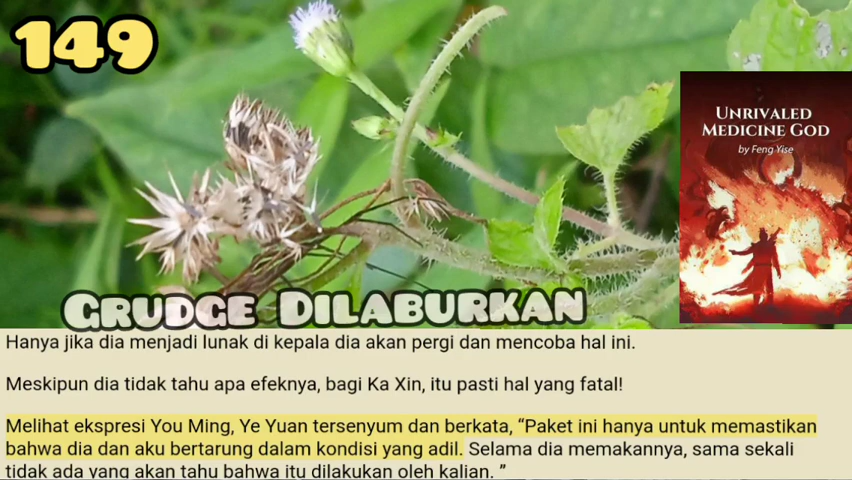 149
UNRIVALED
MEDICINE GOD
by Feng Yise
GRUDGE DILABURKAN
Hanya jika dia menjadi lunak di kepala dia akan pergi dan mencoba hal ini.
Meskipun dia tidak tahu apa efeknya, bagi Ka Xin, itu pasti hal yang fatal!
Melihat ekspresi You Ming, Ye Yuan tersenyum dan berkata, “Paket ini hanya untuk memastikan
bahwa dia dan aku bertarung dalam kondisi yang adil. Selama dia memakannya, sama sekali
tidak ada yang akan tahu bahwa itu dilakukan oleh kalian. ”